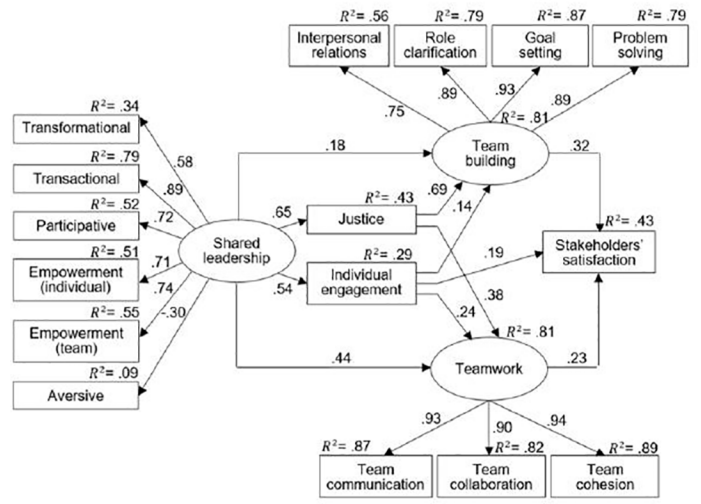 R²= .56
R²= .79
R²= .87
R²= .79
Interpersonal
relations
Role
clarification
Goal
setting
Problem
solving
.75
.89
.93
.89
R²= .81
Team
building
R²= .34
Transformational
R²= .79
Transactional
R²= .52
Participative
R²= .51
Empowerment
(individual)
R²= .55
Empowerment
(team)
R²= .09
Aversive
.58
.89
.72
.71
.74
-.30
Shared
leadership
.18
.65
.54
.44
R²= .43
Justice
R²= .29
Individual
engagement
.69
.14
.19
.38
.24
.32
R²= .43
Stakeholders'
satisfaction
.23
R²= .81
Teamwork
.93
.90
.94
R²= .87
R²= .82
R²= .89
Team
communication
Team
collaboration
Team
cohesion